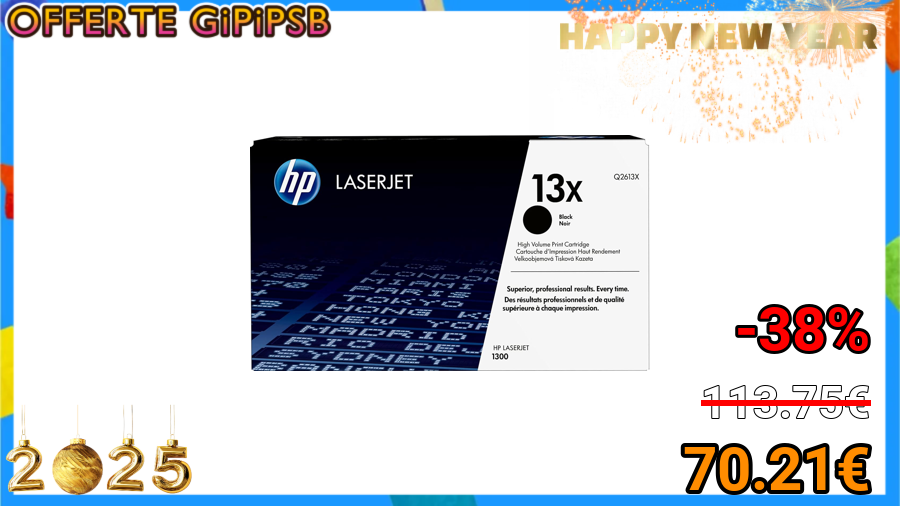 OFFERTE GiPiPSB
HAPPY NEW YEAR
hp
LASERJET
13X
Q2613X
Black
Noir
High Volume Print Cartridge
Cartouche d'Impression Haut Rendement
Velkoobjemová Tisková Kazeta
Superior, professional results. Every time.
Des résultats professionnels et de qualité
supérieure à chaque impression.
HP LASERJET
1300
-38%
113.75€
70.21€
2025